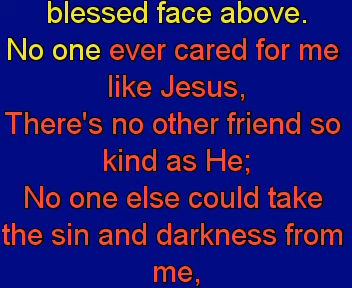 blessed face above.
No one ever cared for me
like Jesus,
There's no other friend so
kind as He;
No one else could take
the sin and darkness from
me,